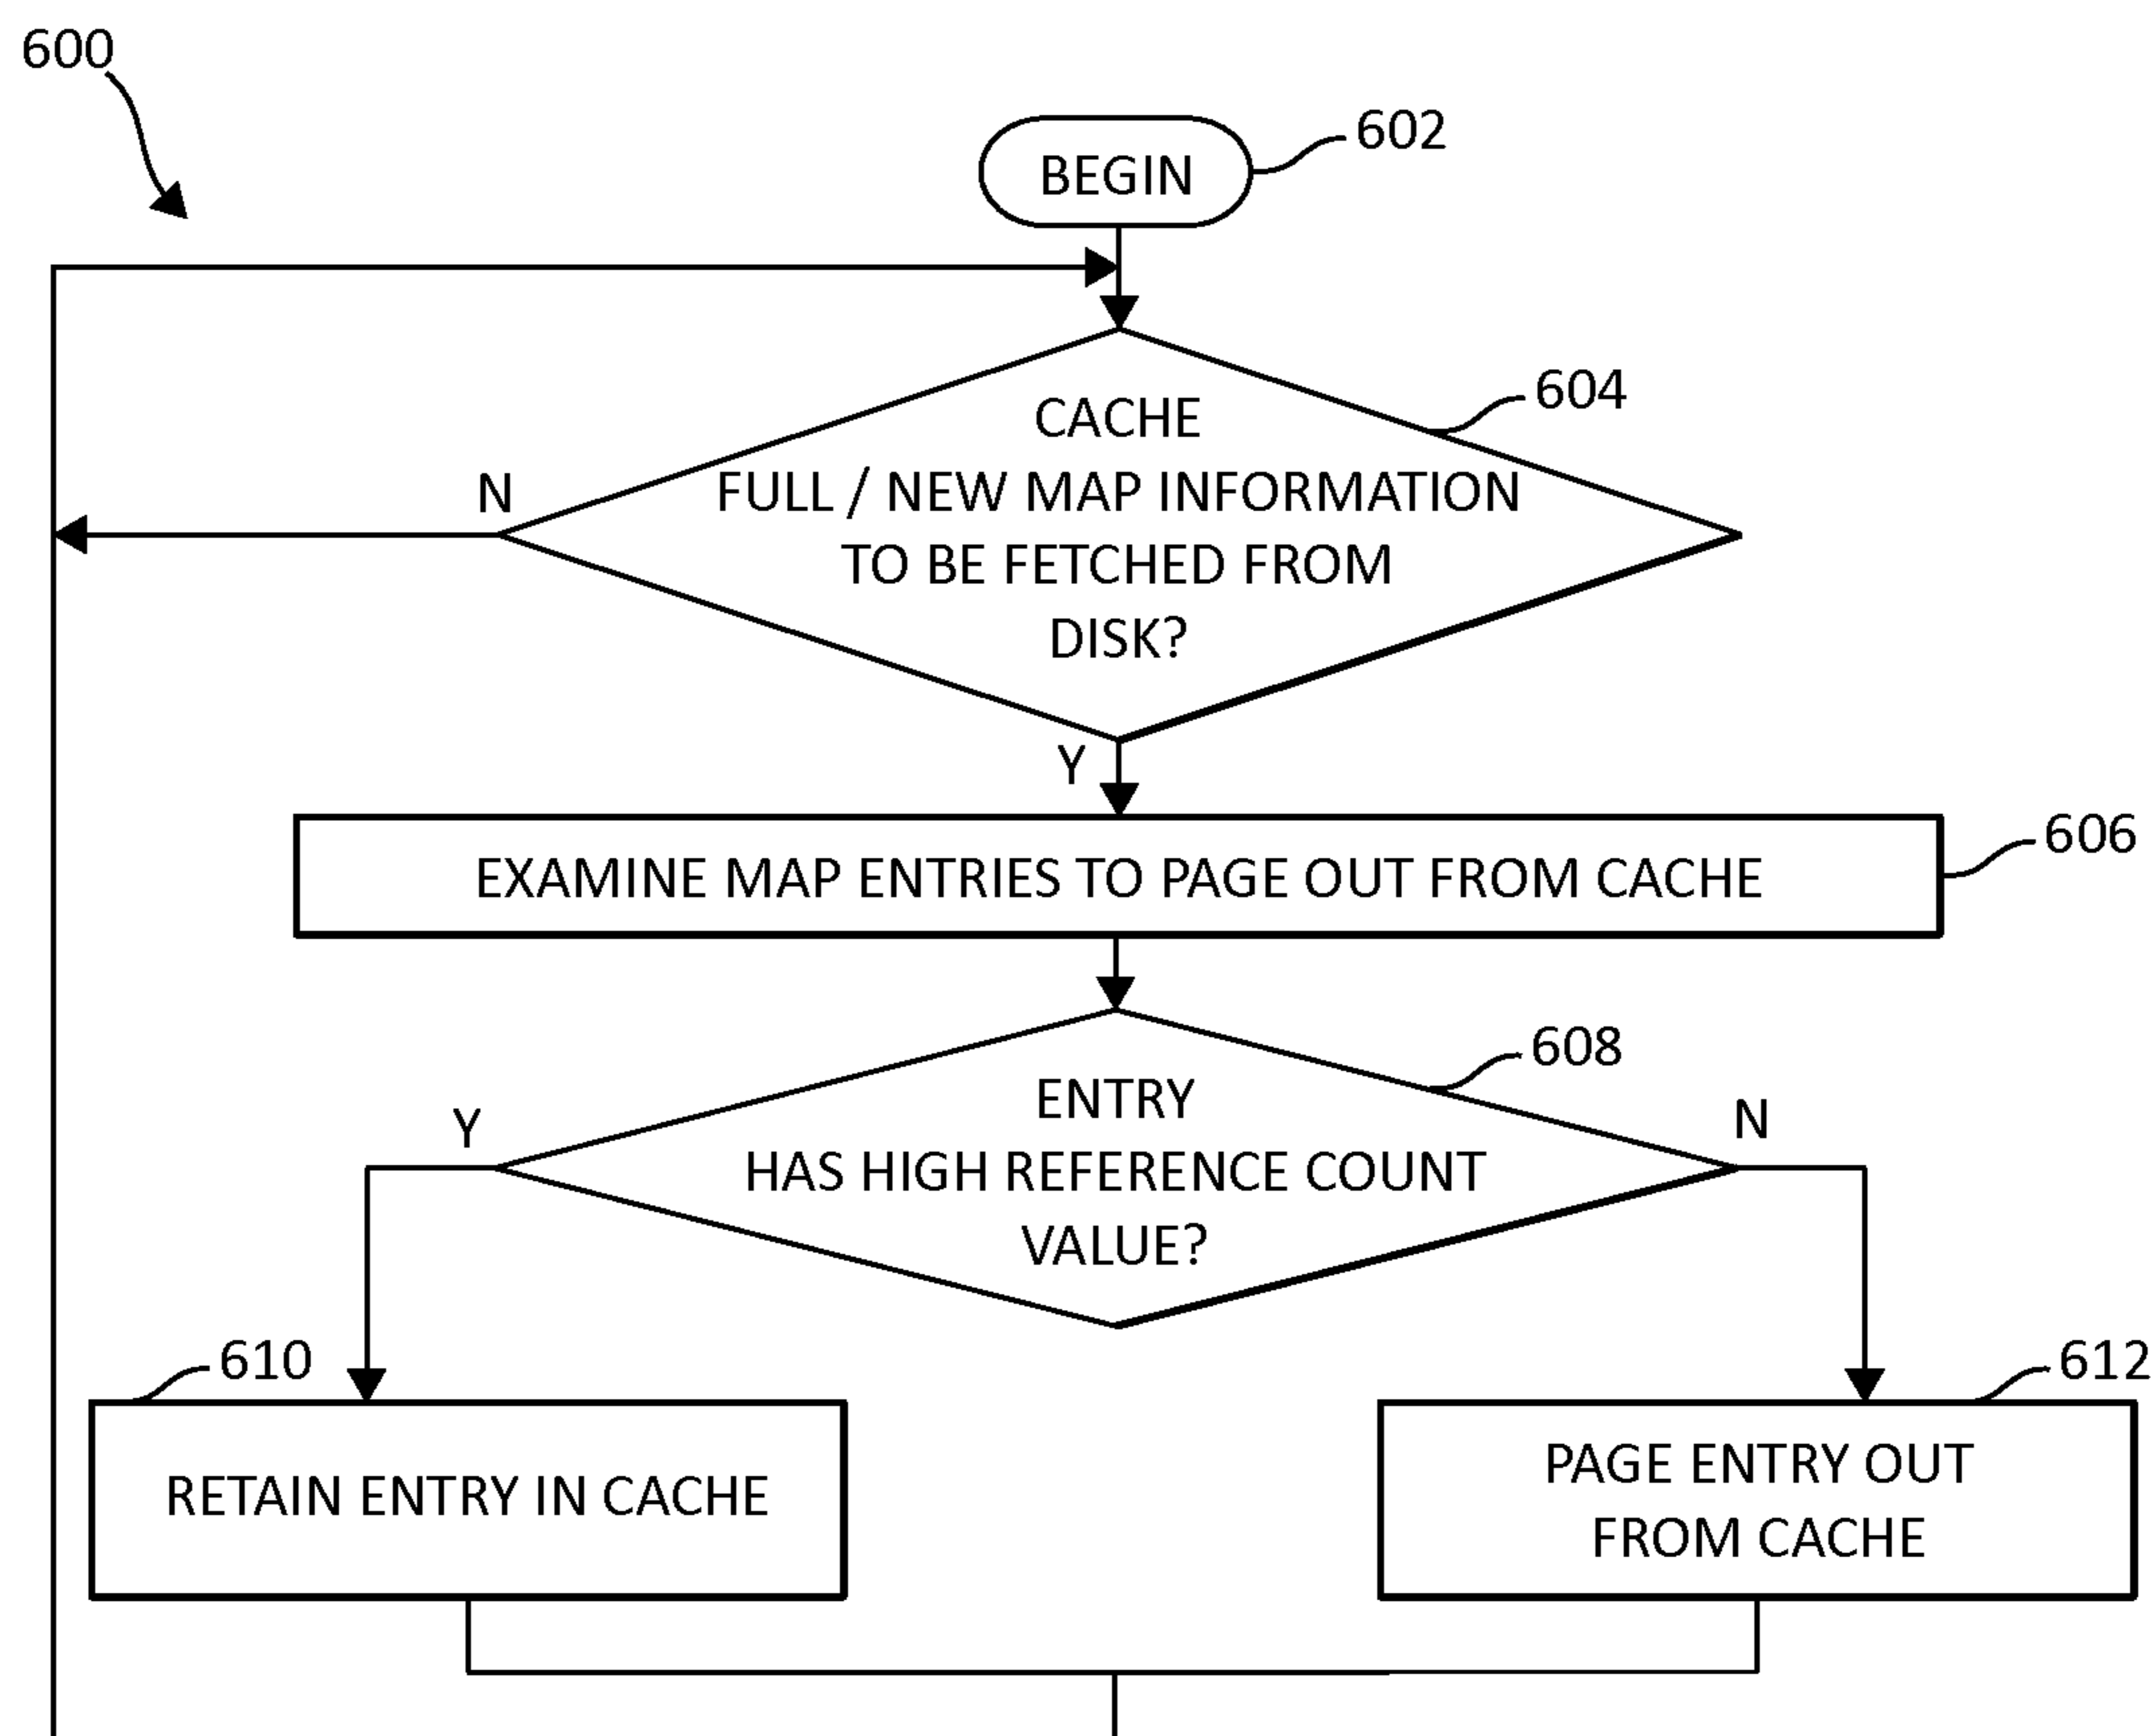 600
BEGIN
602
CACHE
FULL / NEW MAP INFORMATION
TO BE FETCHED FROM
DISK?
604
N
Y
EXAMINE MAP ENTRIES TO PAGE OUT FROM CACHE
606
ENTRY
HAS HIGH REFERENCE COUNT
VALUE?
608
Y
N
610
RETAIN ENTRY IN CACHE
612
PAGE ENTRY OUT
FROM CACHE